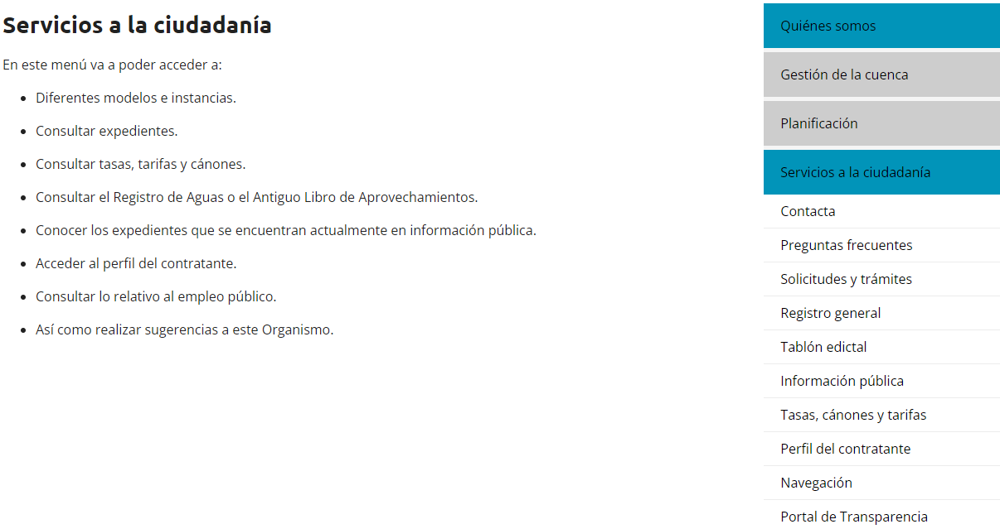 Servicios a la ciudadanía
En este menú va a poder acceder a:
Diferentes modelos e instancias.
Consultar expedientes.
Consultar tasas, tarifas y cánones.
Consultar el Registro de Aguas o el Antiguo Libro de Aprovechamientos.
Conocer los expedientes que se encuentran actualmente en información pública.
Acceder al perfil del contratante.
Consultar lo relativo al empleo público.
Así como realizar sugerencias a este Organismo.
Quiénes somos
Gestión de la cuenca
Planificación
Servicios a la ciudadanía
Contacta
Preguntas frecuentes
Solicitudes y trámites
Registro general
Tablón edictal
Información pública
Tasas, cánones y tarifas
Perfil del contratante
Navegación
Portal de Transparencia